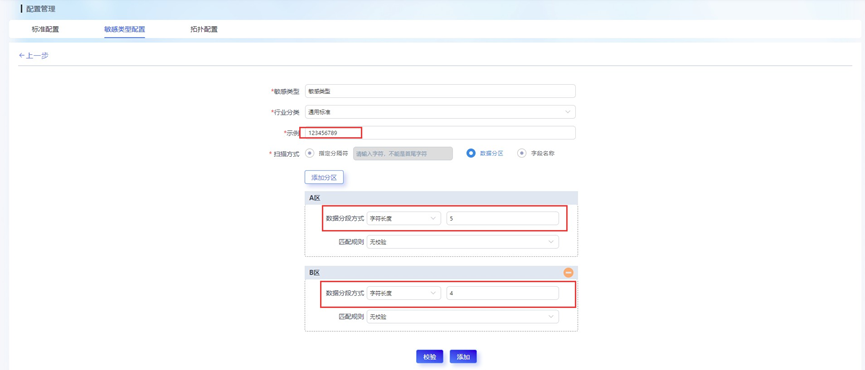 配置管理
标准配置 敏感类型配置 拓扑配置
←上一步
*敏感类型 敏感类型
*行业分类 通用标准
*示例 123456789
*扫描方式 指定分隔符 请输入字符，不能是首尾字符 数据分区 字段名称
添加分区
A区
数据分段方式 字符长度 5
匹配规则 无校验
B区
数据分段方式 字符长度 4
匹配规则 无校验
校验 添加